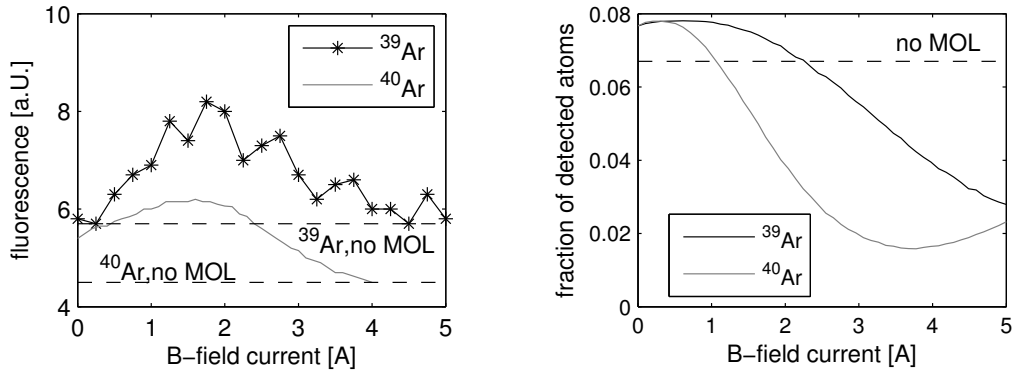 10
8
6
4
0
1
2
3
4
5
fluorescence [a.U.]
B−field current [A]
³⁹Ar
⁴⁰Ar
³⁹Ar,no MOL
⁴⁰Ar,no MOL
0.08
0.06
0.04
0.02
0
0
1
2
3
4
5
fraction of detected atoms
B−field current [A]
no MOL
³⁹Ar
⁴⁰Ar